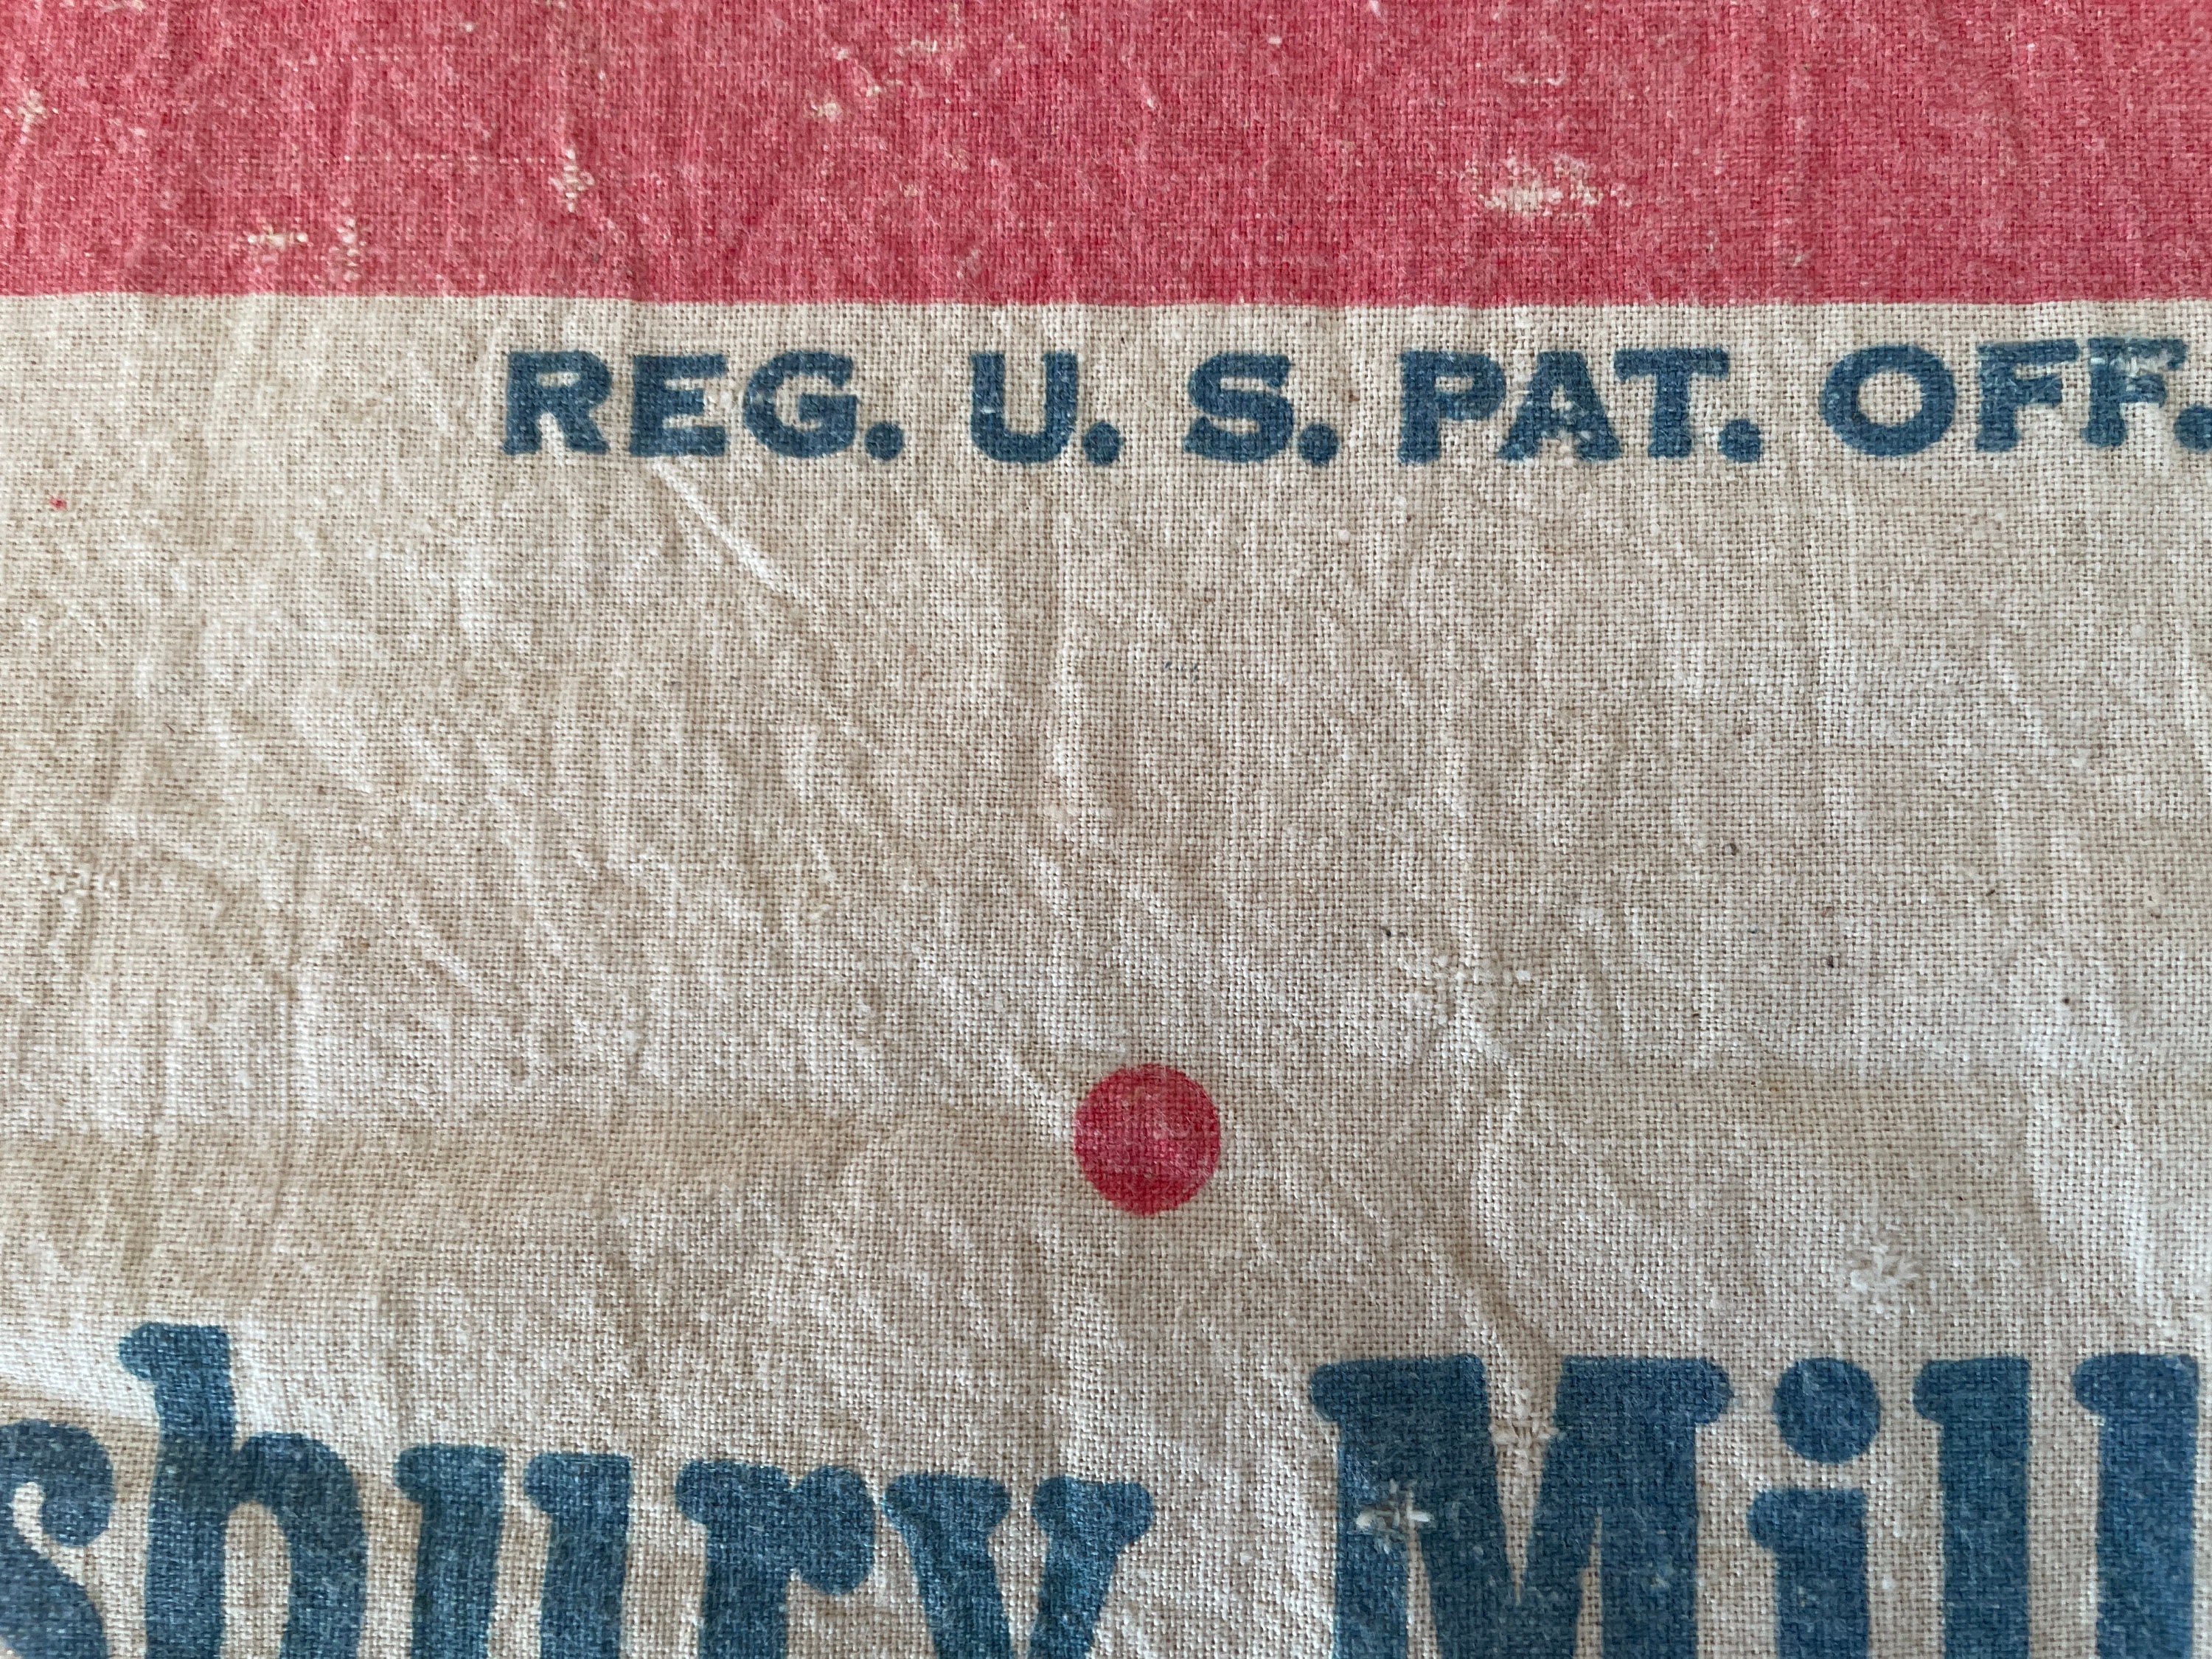 REG. U. S. PAT. OFF.
sbury Mill